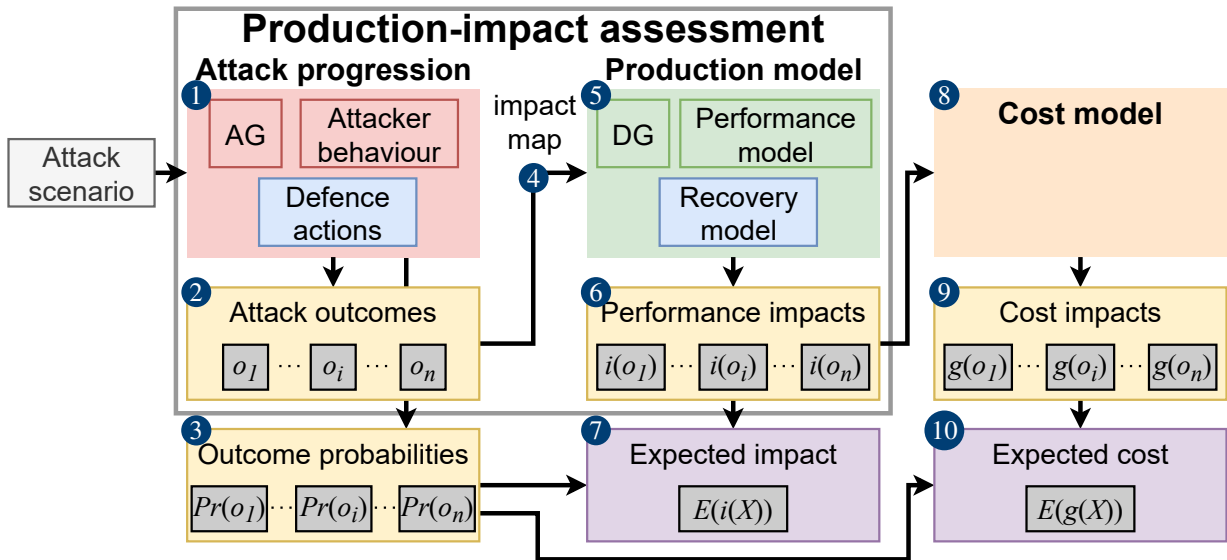 Production-impact assessment
Attack progression
Production model
1
AG
Attacker
behaviour
Defence
actions
impact
map
4
5
DG
Performance
model
Recovery
model
8
Cost model
Attack
scenario
2
Attack outcomes
o1 ... oi ... on
6
Performance impacts
i(o1) ... i(oi) ... i(on)
9
Cost impacts
g(o1) ... g(oi) ... g(on)
3
Outcome probabilities
Pr(o1) ... Pr(oi) ... Pr(on)
7
Expected impact
E(i(X))
10
Expected cost
E(g(X))